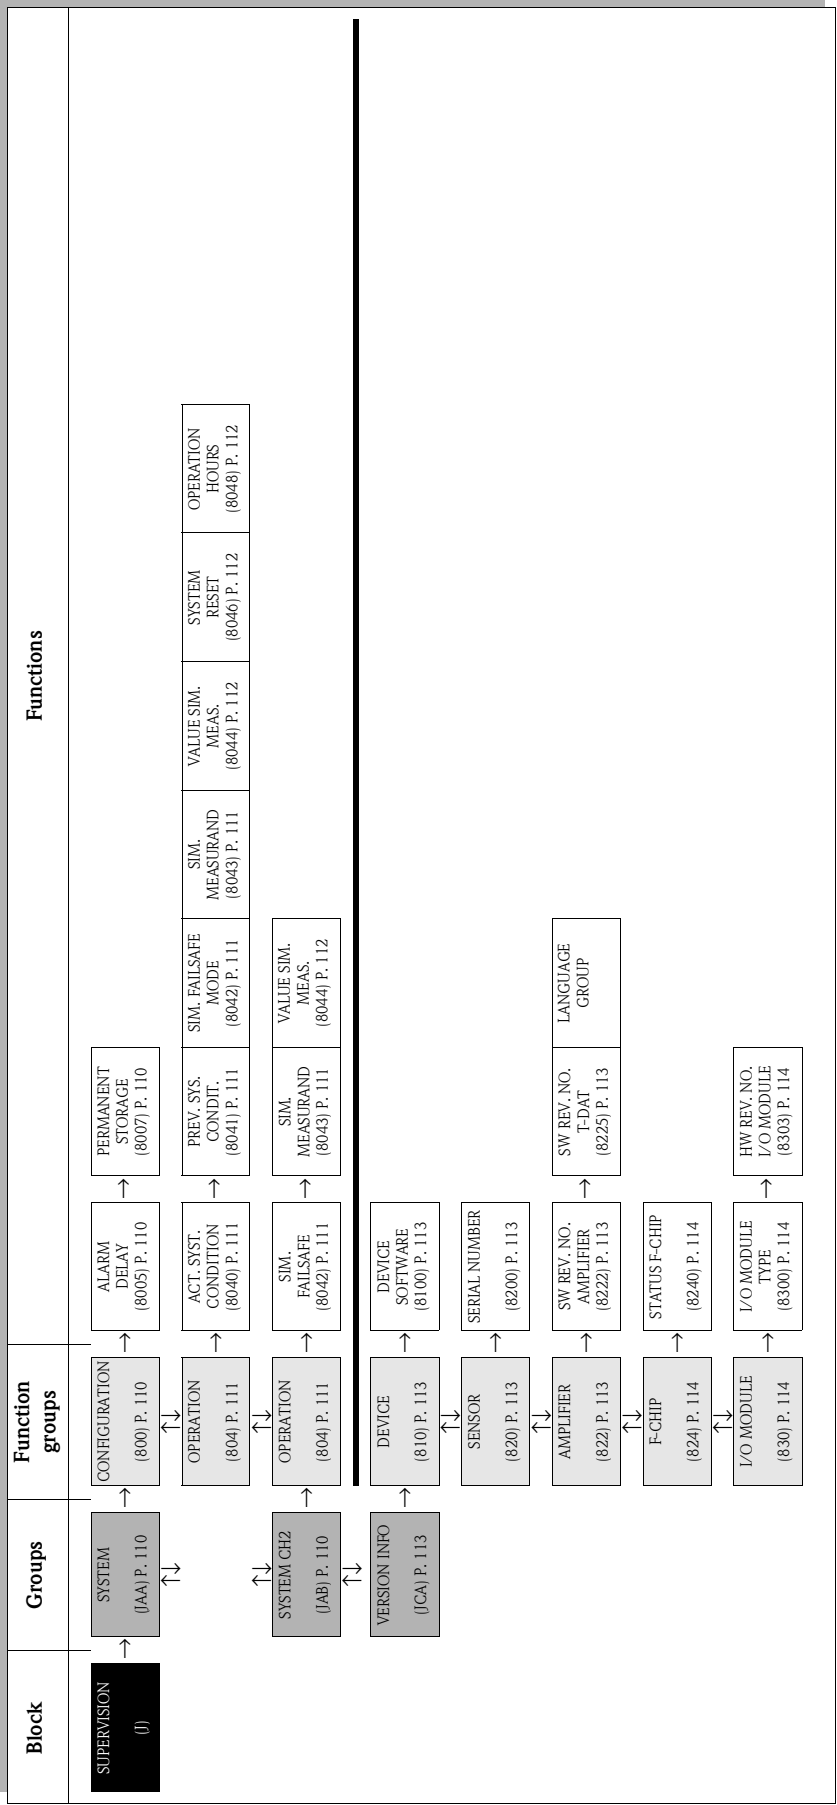 Block
Groups
Function
groups
Functions
SUPERVISION
(J)
SYSTEM
(JAA) P. 110
CONFIGURATION
(800) P. 110
ALARM
DELAY
(8005) P. 110
PERMANENT
STORAGE
(8007) P. 110
OPERATION
(804) P. 111
ACT. SYST.
CONDITION
(8040) P. 111
PREV. SYS.
CONDIT.
(8041) P. 111
SIM. FAILSAFE
MODE
(8042) P. 111
SIM.
MEASURAND
(8043) P. 111
VALUE SIM.
MEAS.
(8044) P. 112
SYSTEM
RESET
(8046) P. 112
OPERATION
HOURS
(8048) P. 112
SYSTEM CH2
(JAB) P. 110
OPERATION
(804) P. 111
SIM.
FAILSAFE
(8042) P. 111
SIM.
MEASURAND
(8043) P. 111
VALUE SIM.
MEAS.
(8044) P. 112
VERSION INFO
(JCA) P. 113
DEVICE
(810) P. 113
DEVICE
SOFTWARE
(8100) P. 113
SENSOR
(820) P. 113
SERIAL NUMBER
(8200) P. 113
AMPLIFIER
(822) P. 113
SW REV. NO.
AMPLIFIER
(8222) P. 113
SW REV. NO.
T-DAT
(8225) P. 113
LANGUAGE
GROUP
F-CHIP
(824) P. 114
STATUS F-CHIP
(8240) P. 114
I/O MODULE
(830) P. 114
I/O MODULE
TYPE
(8300) P. 114
HW REV. NO.
I/O MODULE
(8303) P. 114